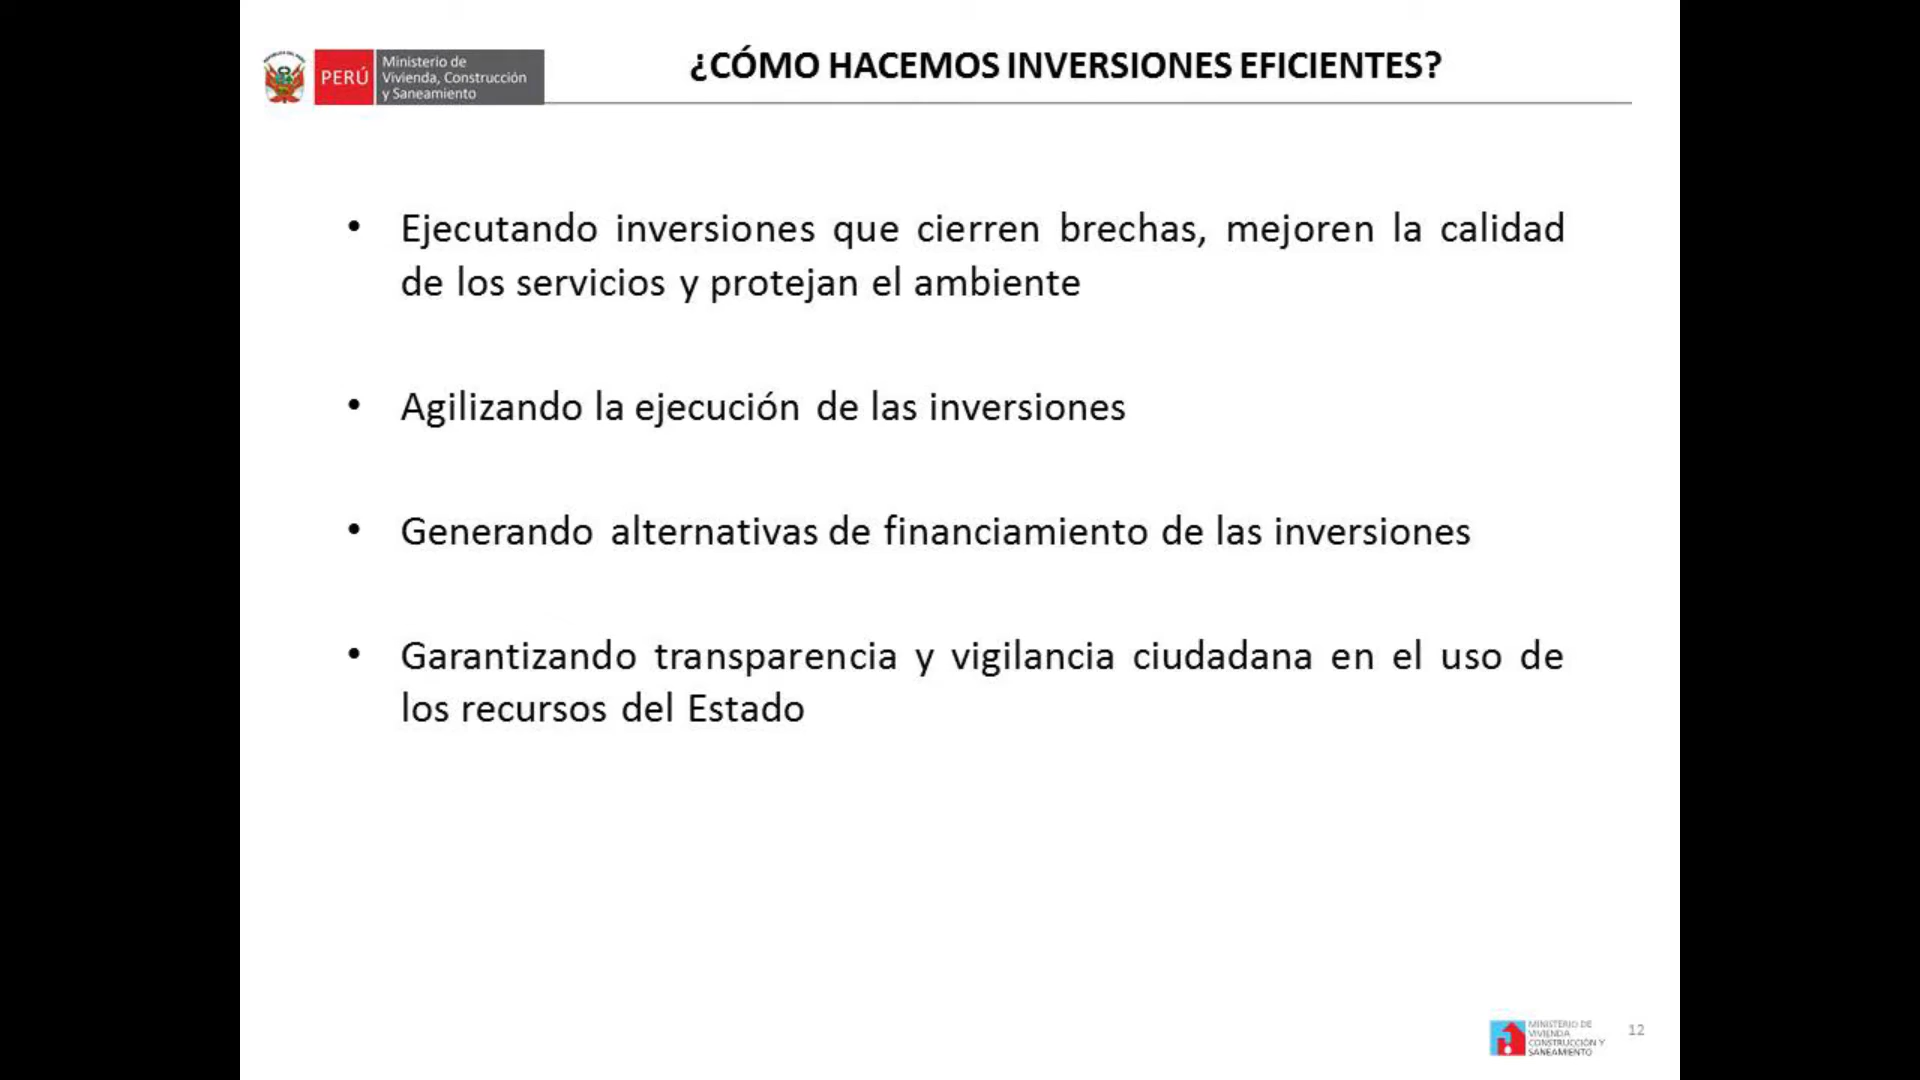 PERÚ
Ministerio de
Vivienda, Construcción
y Saneamiento
¿CÓMO HACEMOS INVERSIONES EFICIENTES?
• Ejecutando inversiones que cierren brechas, mejoren la calidad
de los servicios y protejan el ambiente
• Agilizando la ejecución de las inversiones
• Generando alternativas de financiamiento de las inversiones
• Garantizando transparencia y vigilancia ciudadana en el uso de
los recursos del Estado
MINISTERIO DE
VIVIENDA
CONSTRUCCIÓN Y
SANEAMIENTO
12